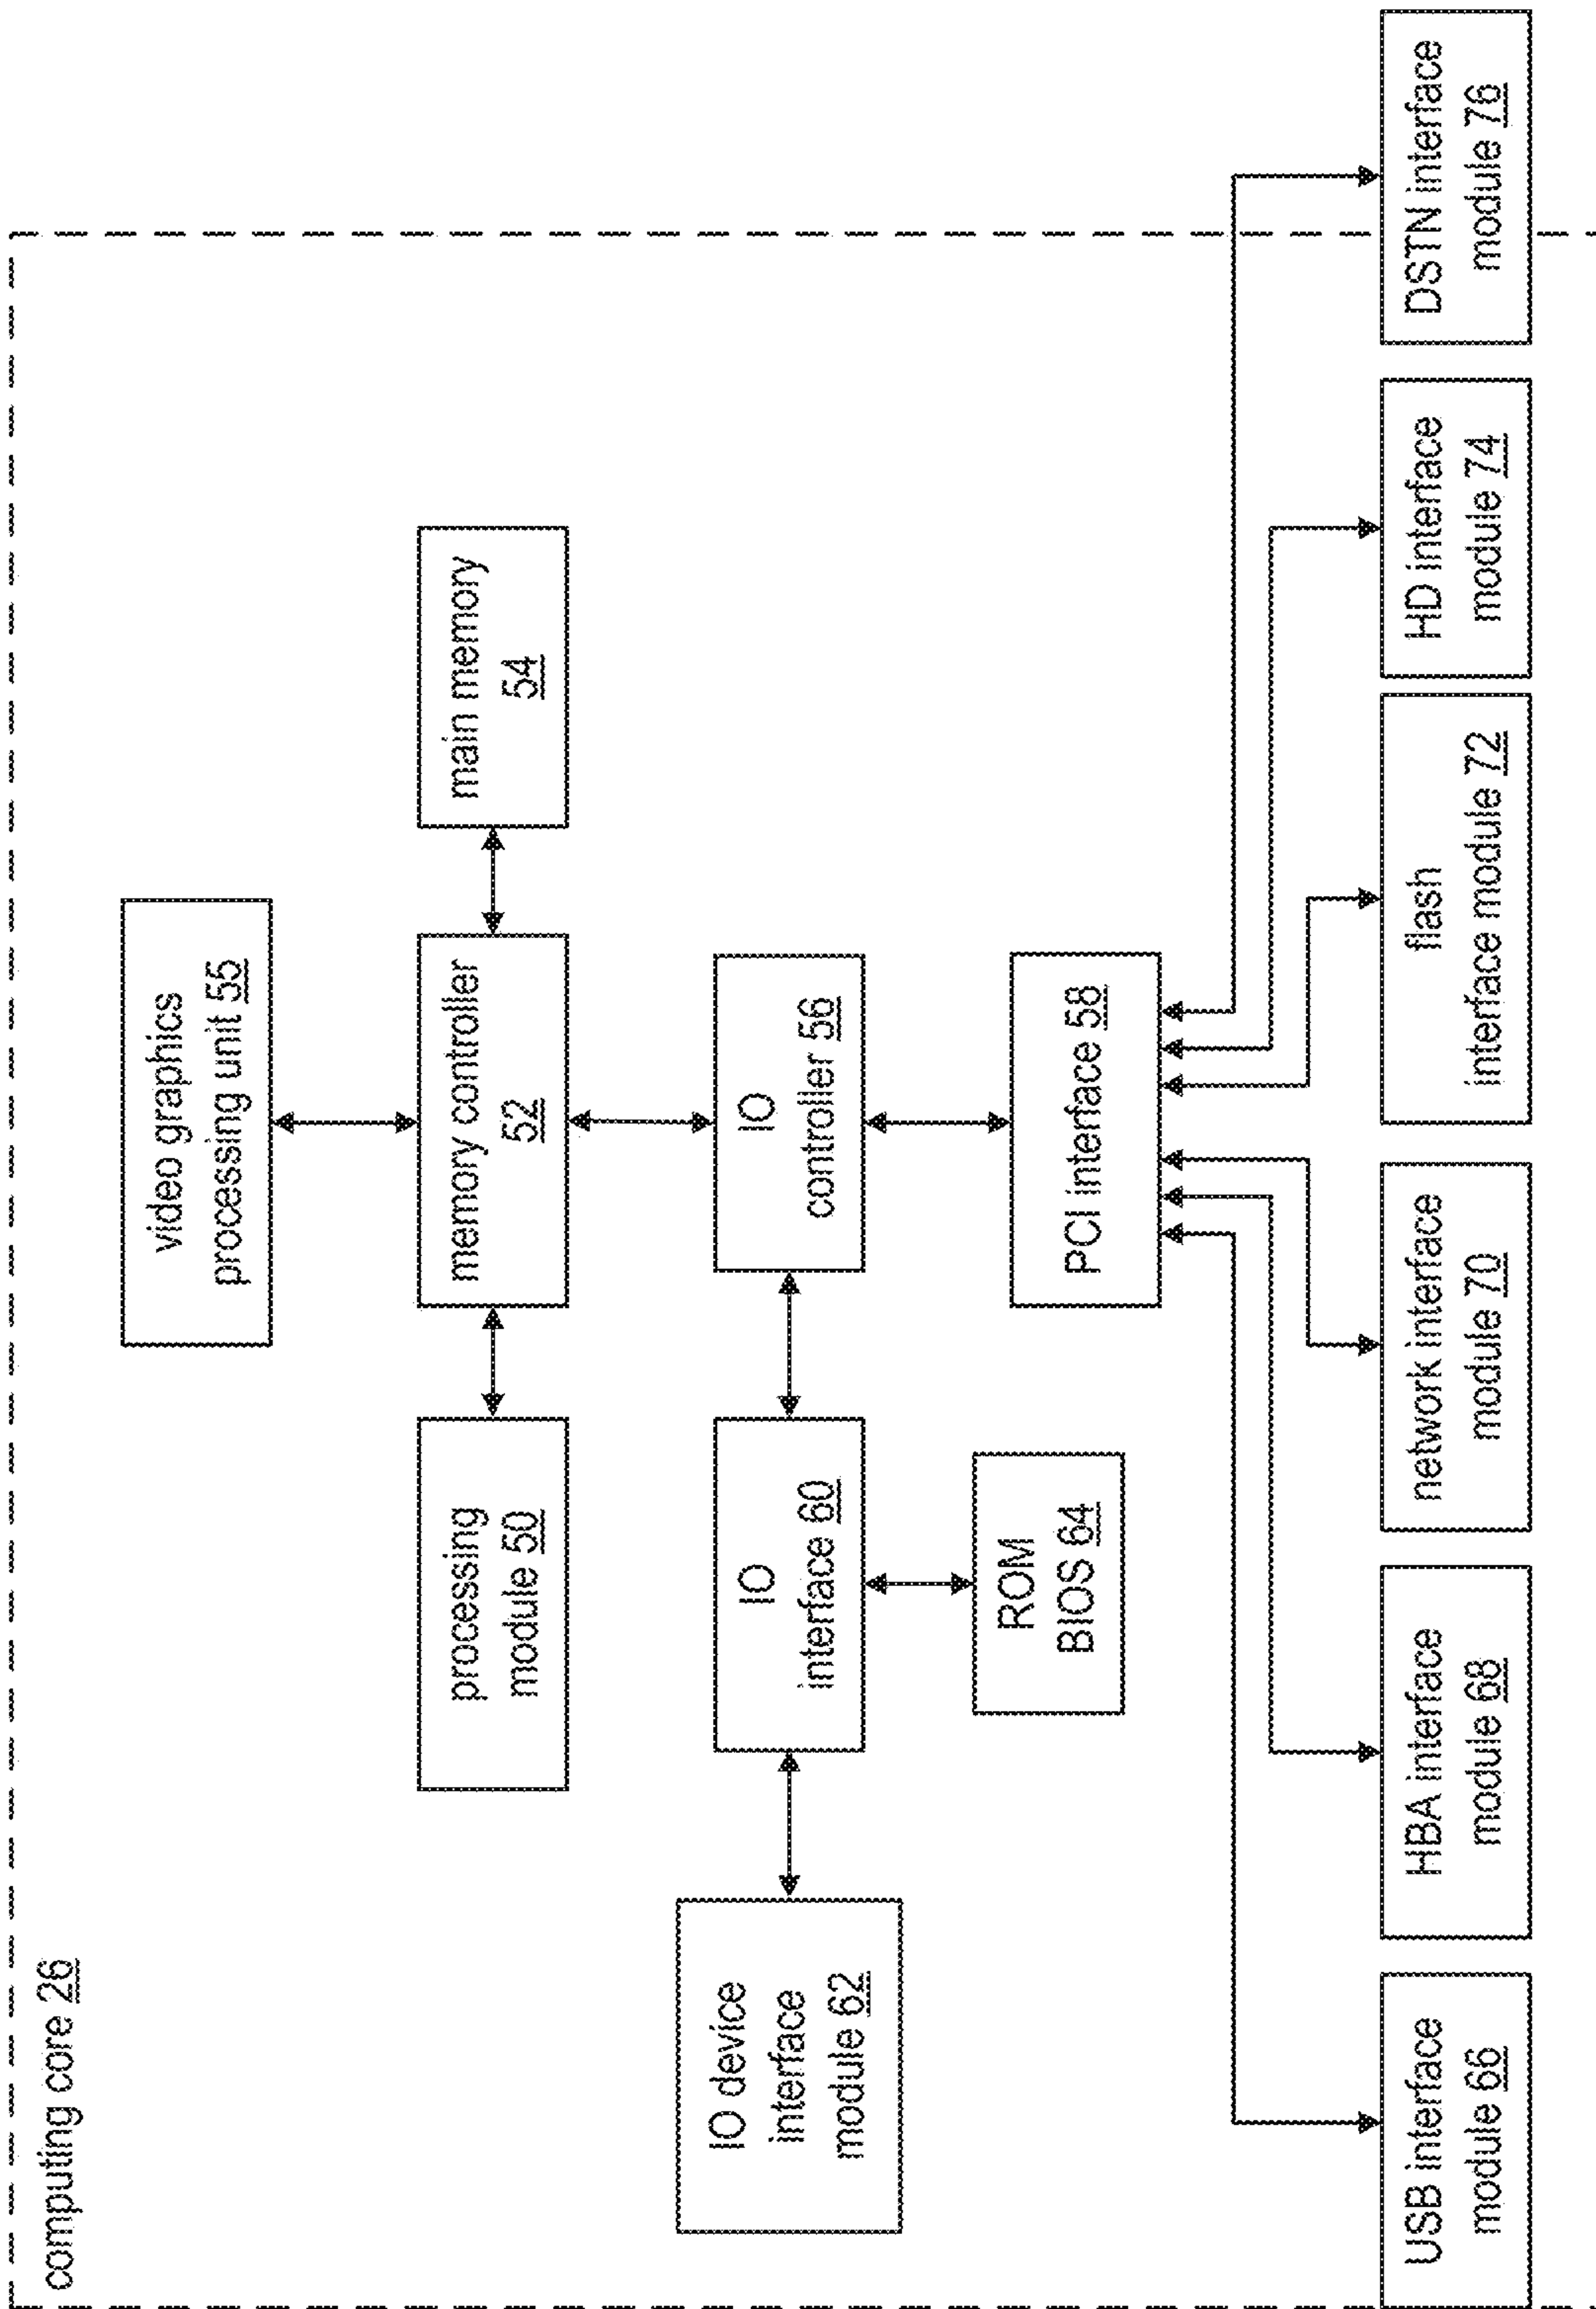 computing core 26
video graphics
processing unit 55
processing
module 50
memory controller
52
main memory
54
IO device
interface
module 62
IO
interface 60
IO
controller 56
ROM
BIOS 64
PCI interface 58
USB interface
module 66
HBA interface
module 68
network interface
module 70
flash
interface module 72
HD interface
module 74
DSTN interface
module 76